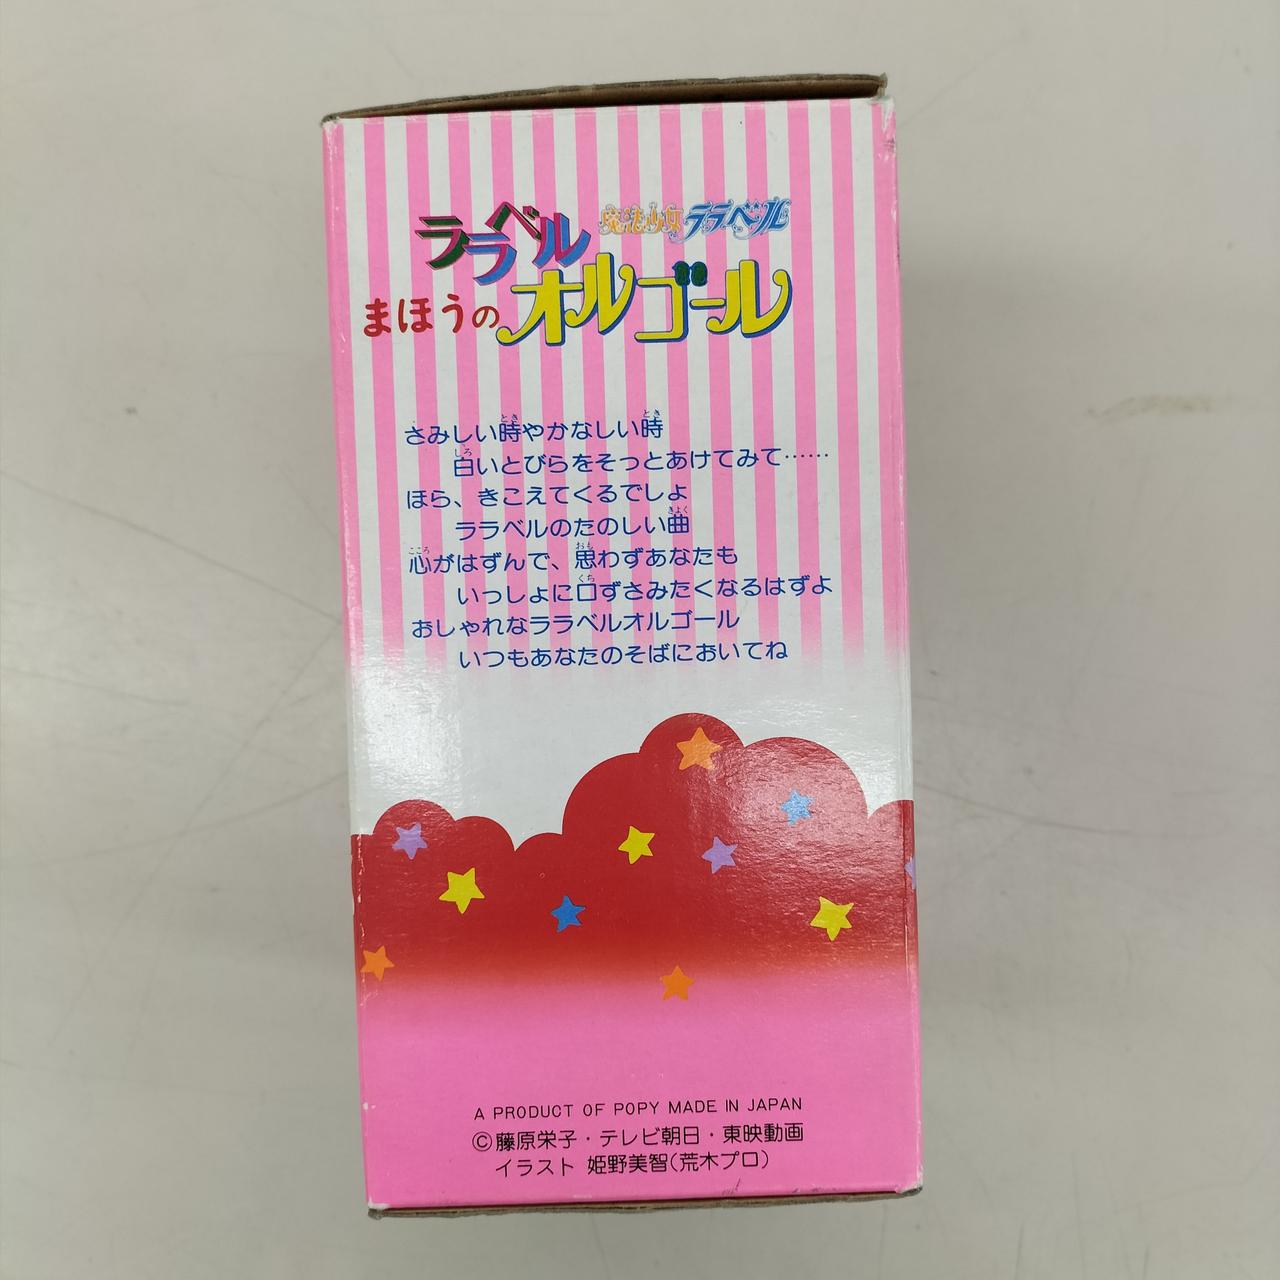 魔法少女ララベル
ララベル
まほうのオルゴール
さみしい時やかなしい時
白いとびらをそっとあけてみて……
ほら、きこえてくるでしょ
ララベルのたのしい曲
心がはずんで、思わずあなたも
いっしょに口ずさみたくなるはずよ
おしゃれなララベルオルゴール
いつもあなたのそばにおいてね
A PRODUCT OF POPY MADE IN JAPAN
©藤原栄子・テレビ朝日・東映動画
イラスト 姫野美智(荒木プロ)